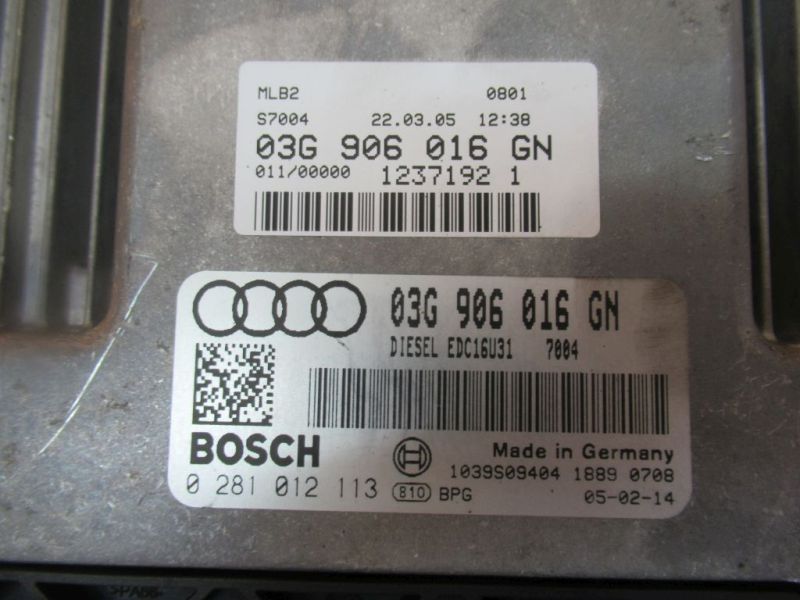 MLB2 0801
S7004 22.03.05 12:38
03G 906 016 GN
011/00000 1237192 1
03G 906 016 GN
DIESEL EDC16U31 7004
BOSCH Made in Germany
1039S09404 1889 0708
0 281 012 113 810 BPG 05-02-14